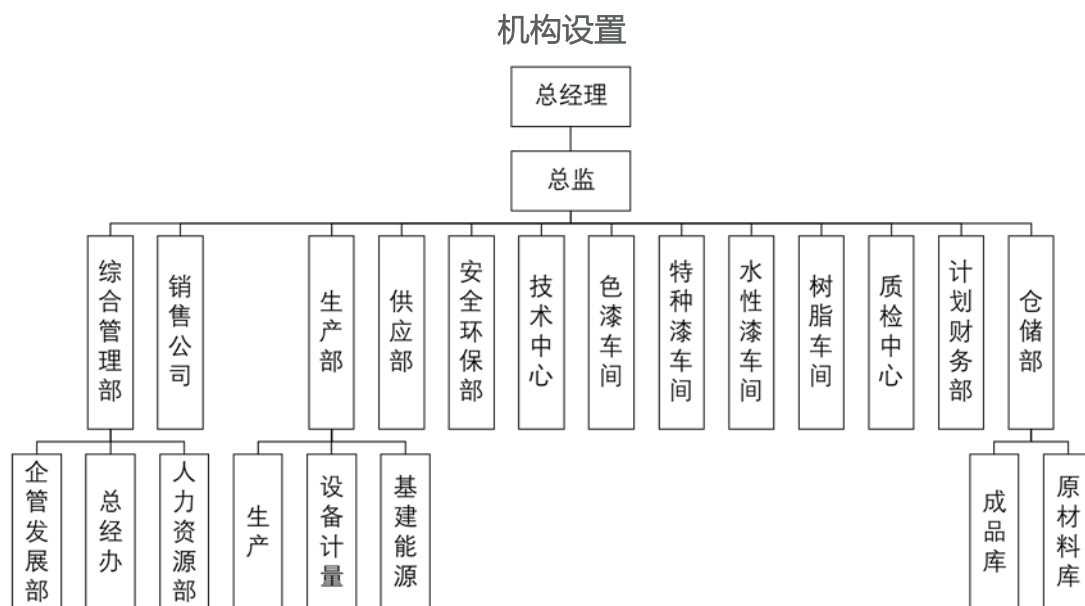 机构设置
总经理
总监
综合管理部
销售公司
生产部
供应部
安全环保部
技术中心
色漆车间
特种漆车间
水性漆车间
树脂车间
质检中心
计划财务部
仓储部
企管发展部
总经办
人力资源部
生产
设备计量
基建能源
成品库
原材料库